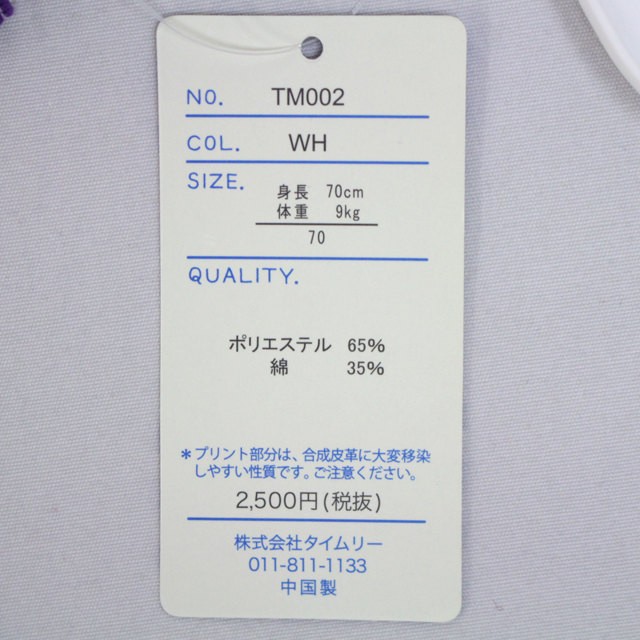 NO. TM002
COL. WH
SIZE.
身長 70cm
体重 9kg
70
QUALITY.
ポリエステル 65%
綿 35%
*プリント部分は、合成皮革に大変移染
しやすい性質です。ご注意ください。
2,500円(税抜)
株式会社タイムリー
011-811-1133
中国製